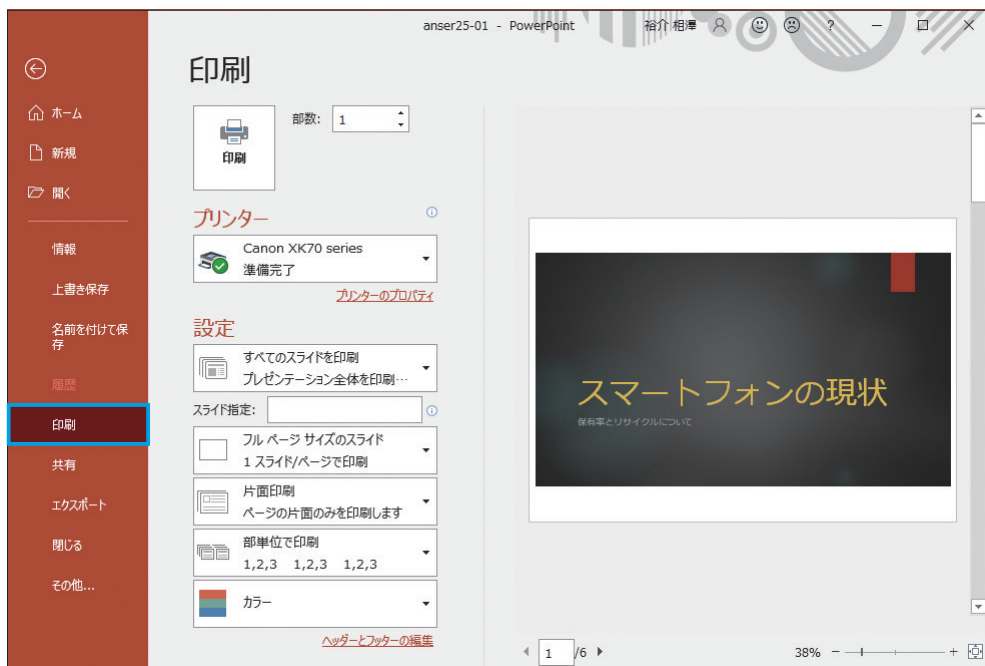 anser25-01 - PowerPoint
裕介 相澤
?
印刷
ホーム
新規
開く
情報
上書き保存
名前を付けて保
存
履歴
印刷
共有
エクスポート
閉じる
その他...
印刷
部数: 1
プリンター
Canon XK70 series
準備完了
プリンターのプロパティ
設定
すべてのスライドを印刷
プレゼンテーション全体を印刷…
スライド指定:
フル ページ サイズのスライド
1 スライド/ページで印刷
片面印刷
ページの片面のみを印刷します
部単位で印刷
1,2,3 1,2,3 1,2,3
カラー
ヘッダーとフッターの編集
スマートフォンの現状
保有率とリサイクルについて
1 /6
38%